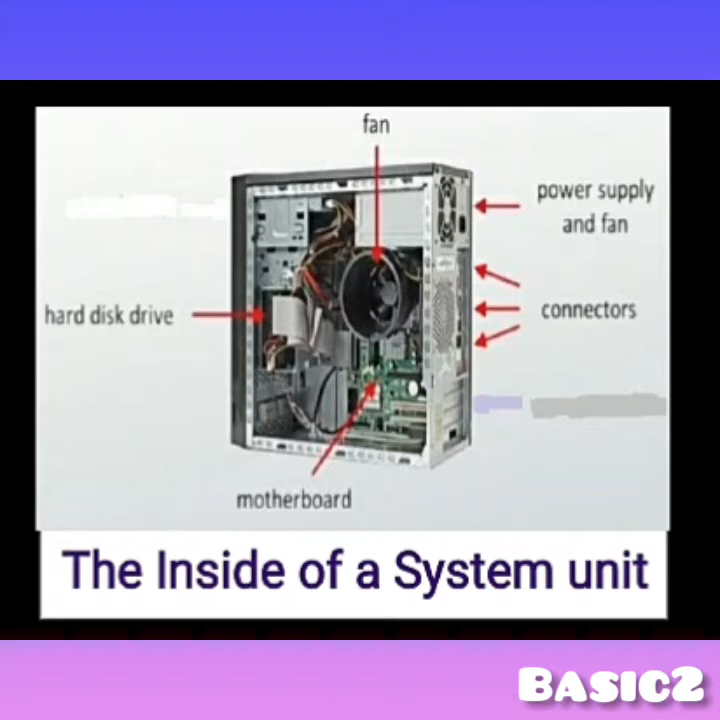 fan
power supply
and fan
hard disk drive
connectors
motherboard
The Inside of a System unit
BASIC2